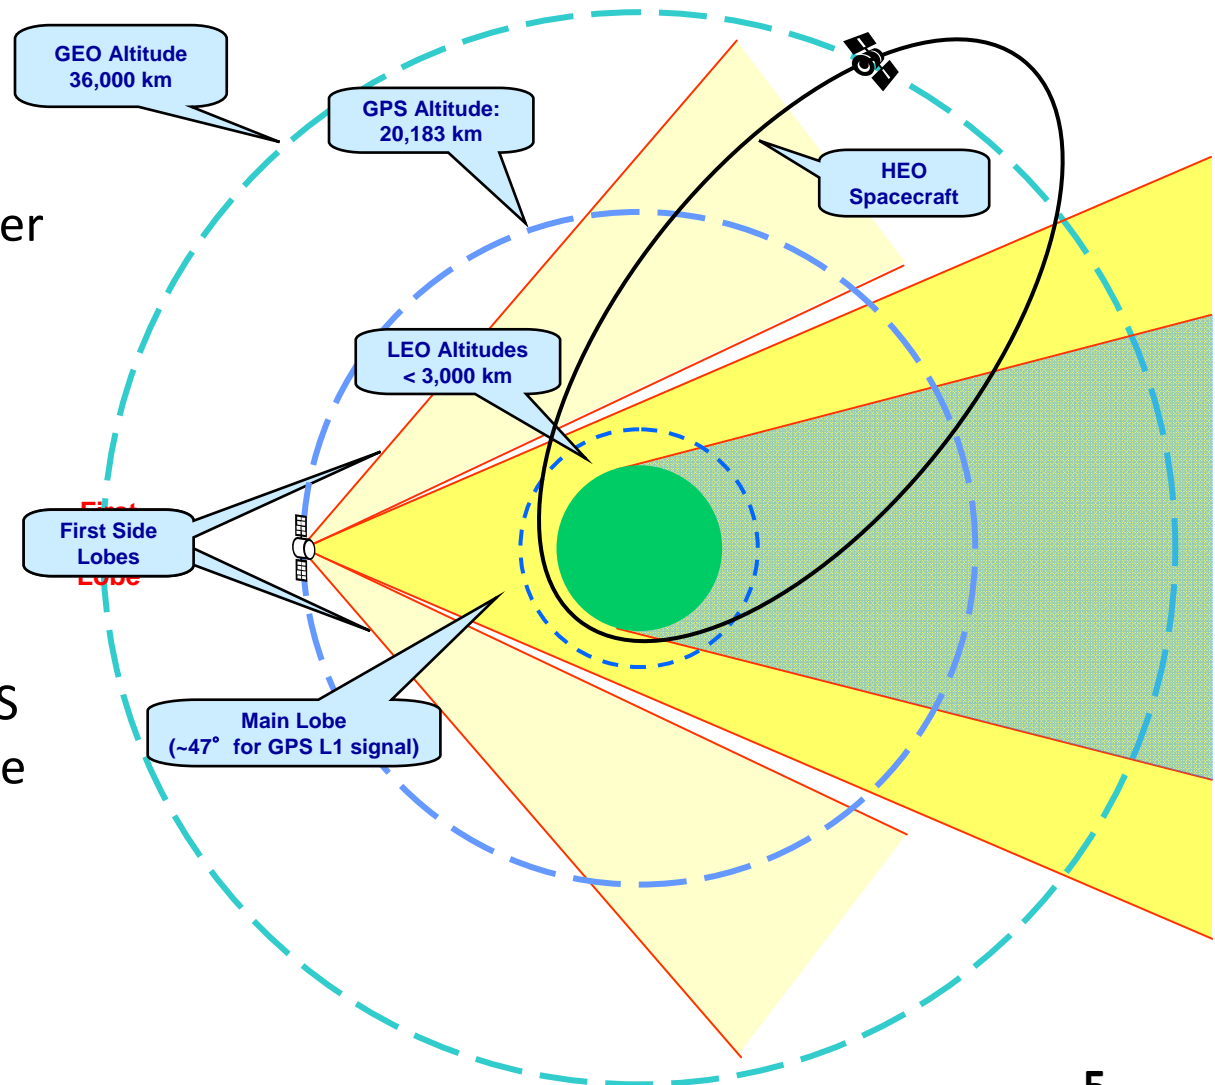 GEO Altitude
36,000 km
GPS Altitude:
20,183 km
HEO
Spacecraft
er
LEO Altitudes
< 3,000 km
First Side
Lobes
Lobe
S
Main Lobe
(~47° for GPS L1 signal)
e